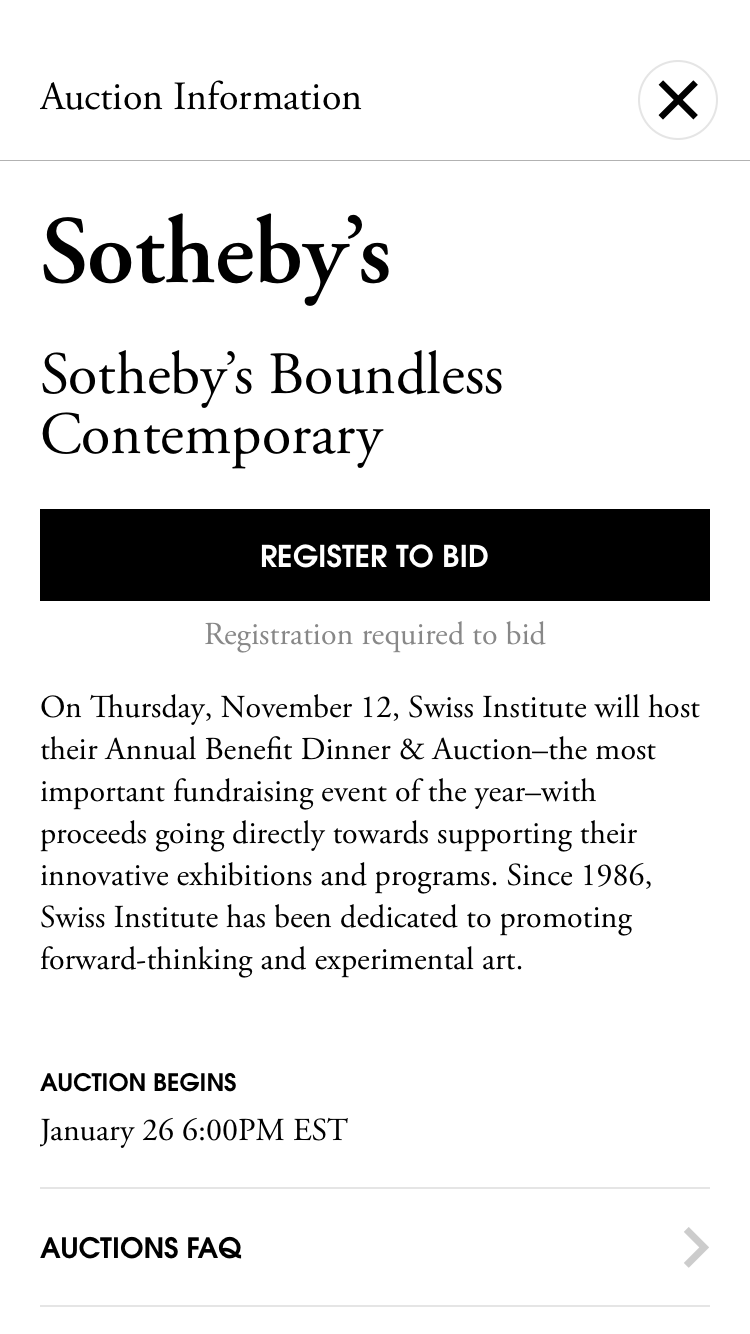 Auction Information
Sotheby’s
Sotheby’s Boundless
Contemporary
REGISTER TO BID
Registration required to bid
On Thursday, November 12, Swiss Institute will host
their Annual Benefit Dinner & Auction–the most
important fundraising event of the year–with
proceeds going directly towards supporting their
innovative exhibitions and programs. Since 1986,
Swiss Institute has been dedicated to promoting
forward-thinking and experimental art.
AUCTION BEGINS
January 26 6:00PM EST
AUCTIONS FAQ